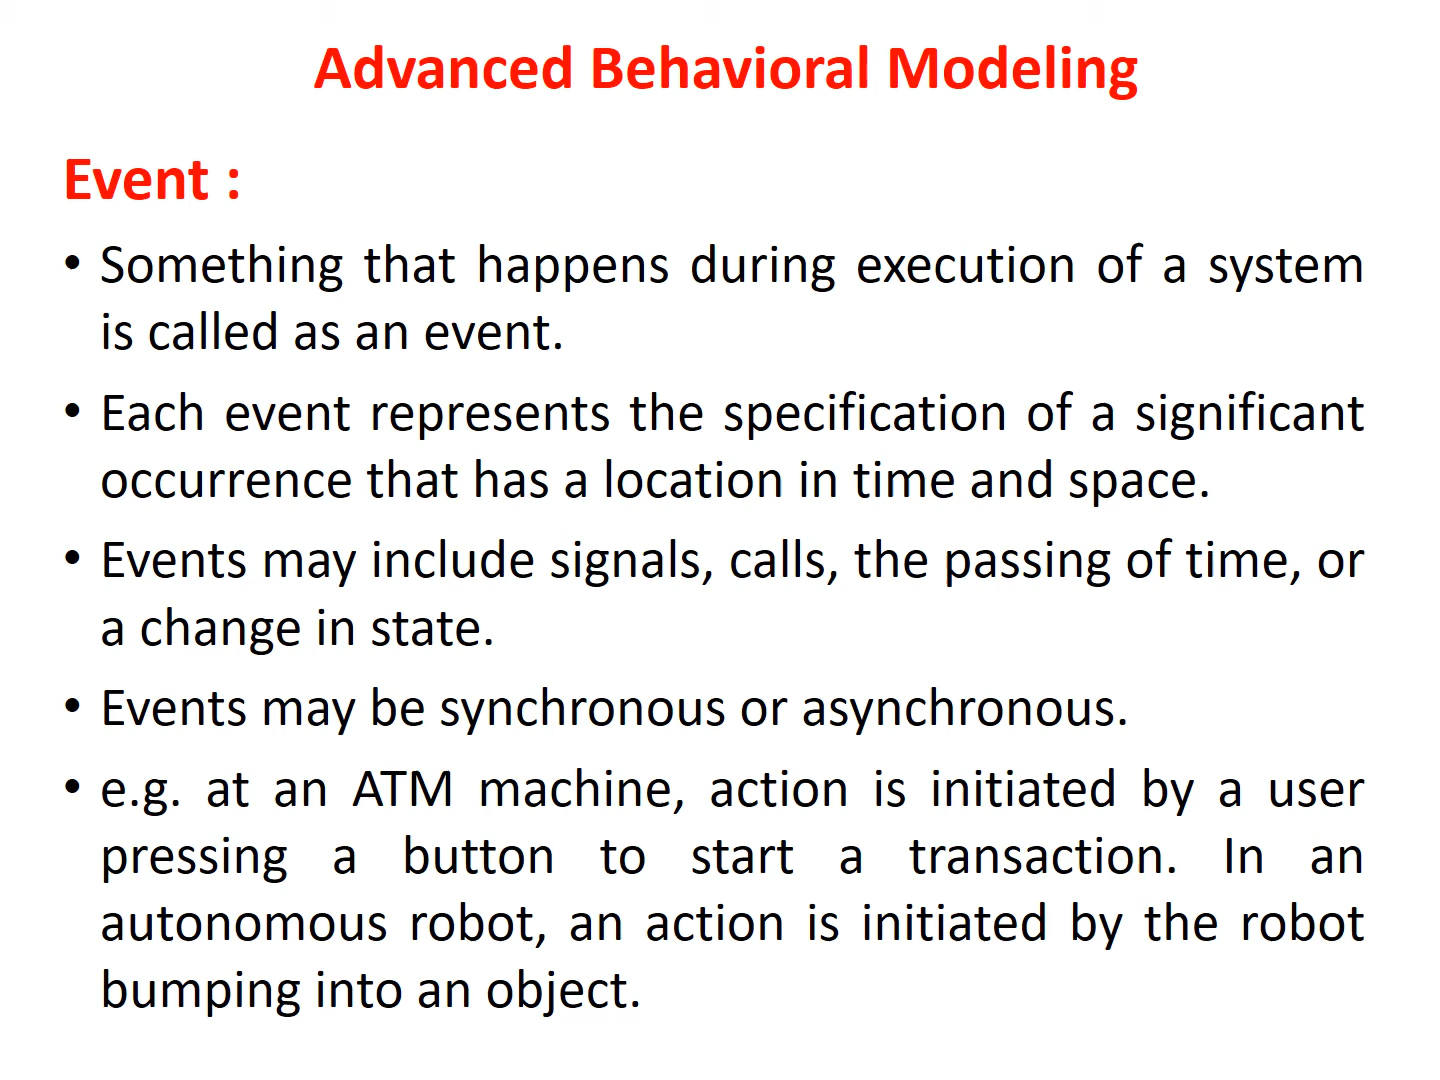 Advanced Behavioral Modeling
Event :
• Something that happens during execution of a system
is called as an event.
• Each event represents the specification of a significant
occurrence that has a location in time and space.
• Events may include signals, calls, the passing of time, or
a change in state.
• Events may be synchronous or asynchronous.
• e.g. at an ATM machine, action is initiated by a user
pressing a button to start a transaction. In an
autonomous robot, an action is initiated by the robot
bumping into an object.